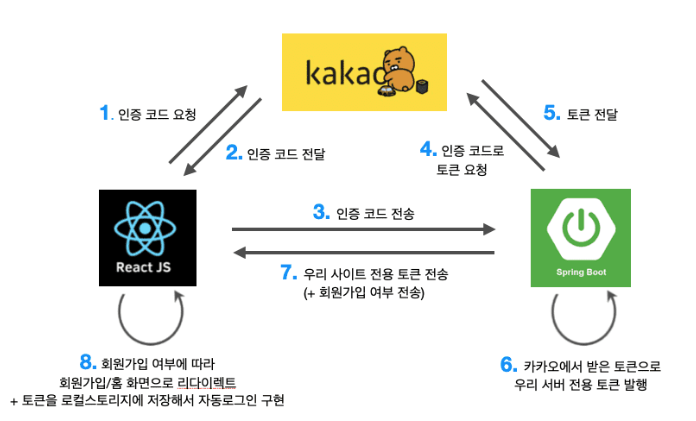 kakao
1. 인증 코드 요청
2. 인증 코드 전달
5. 토큰 전달
4. 인증 코드로
토큰 요청
React JS
3. 인증 코드 전송
Spring Boot
7. 우리 사이트 전용 토큰 전송
(+ 회원가입 여부 전송)
8. 회원가입 여부에 따라
회원가입/홈 화면으로 리다이렉트
+ 토큰을 로컬스토리지에 저장해서 자동로그인 구현
6. 카카오에서 받은 토큰으로
우리 서버 전용 토큰 발행